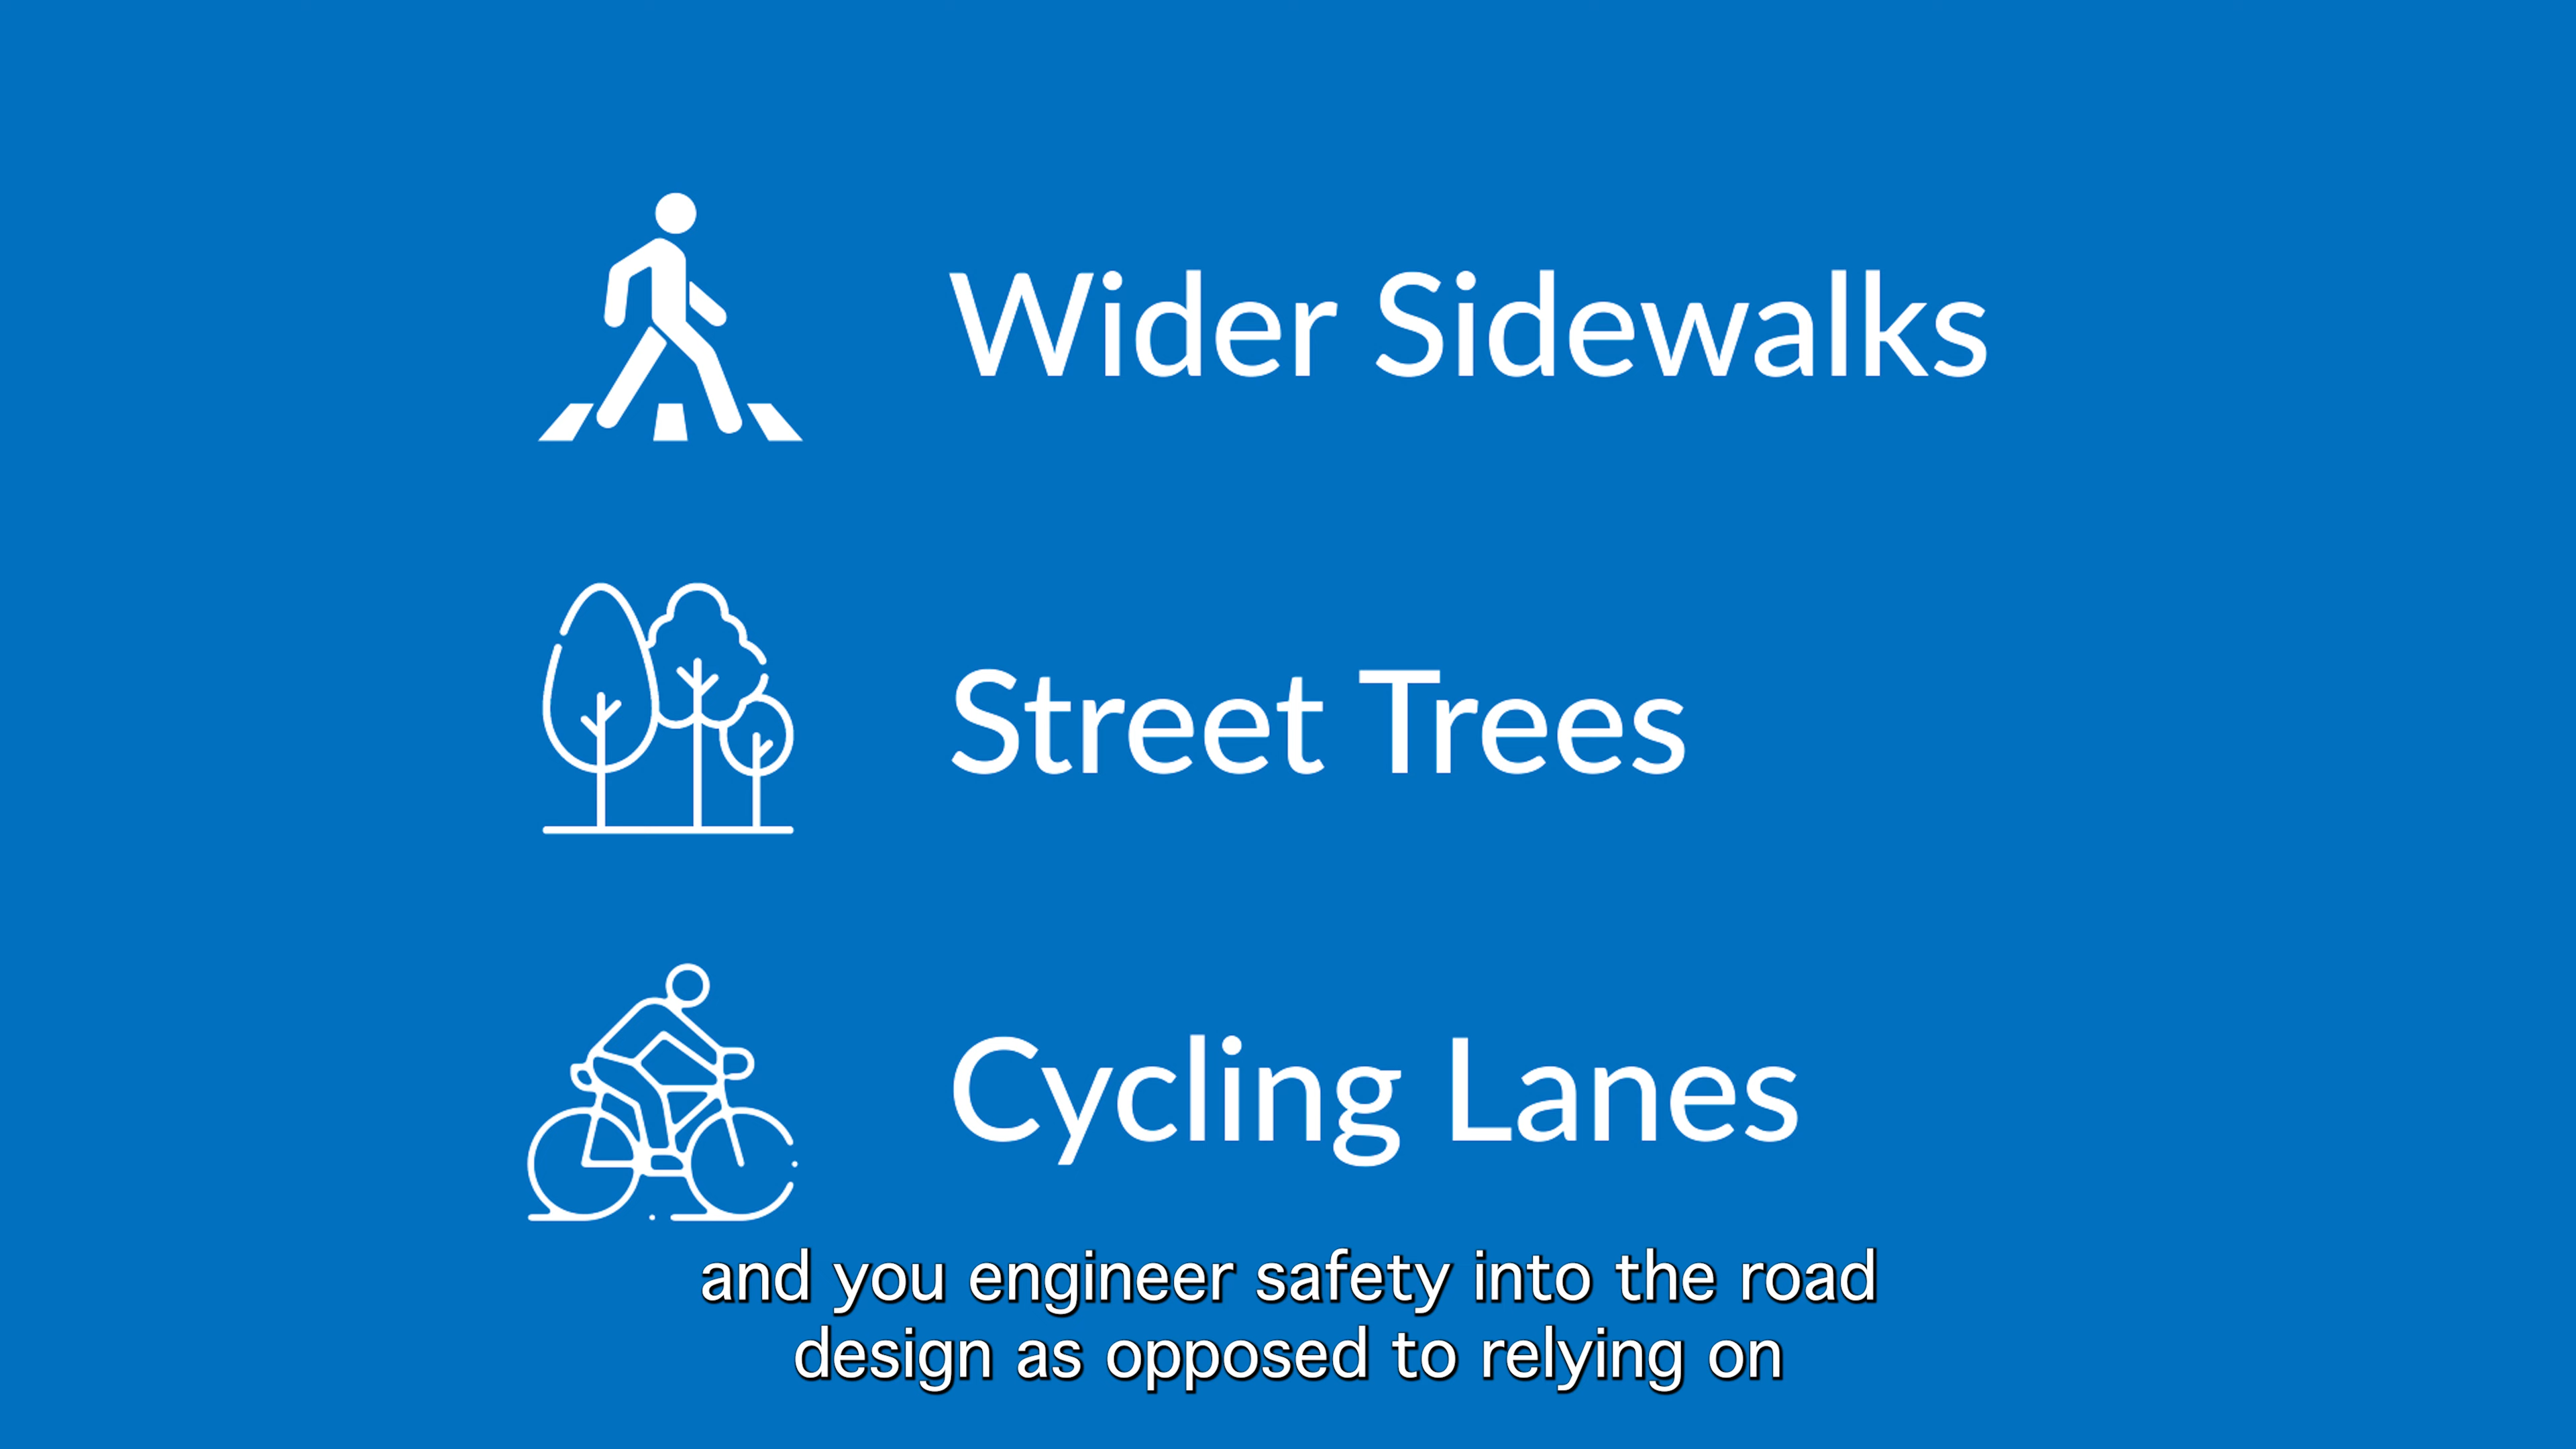 Wider Sidewalks
Street Trees
Cycling Lanes
and you engineer safety into the road
design as opposed to relying on